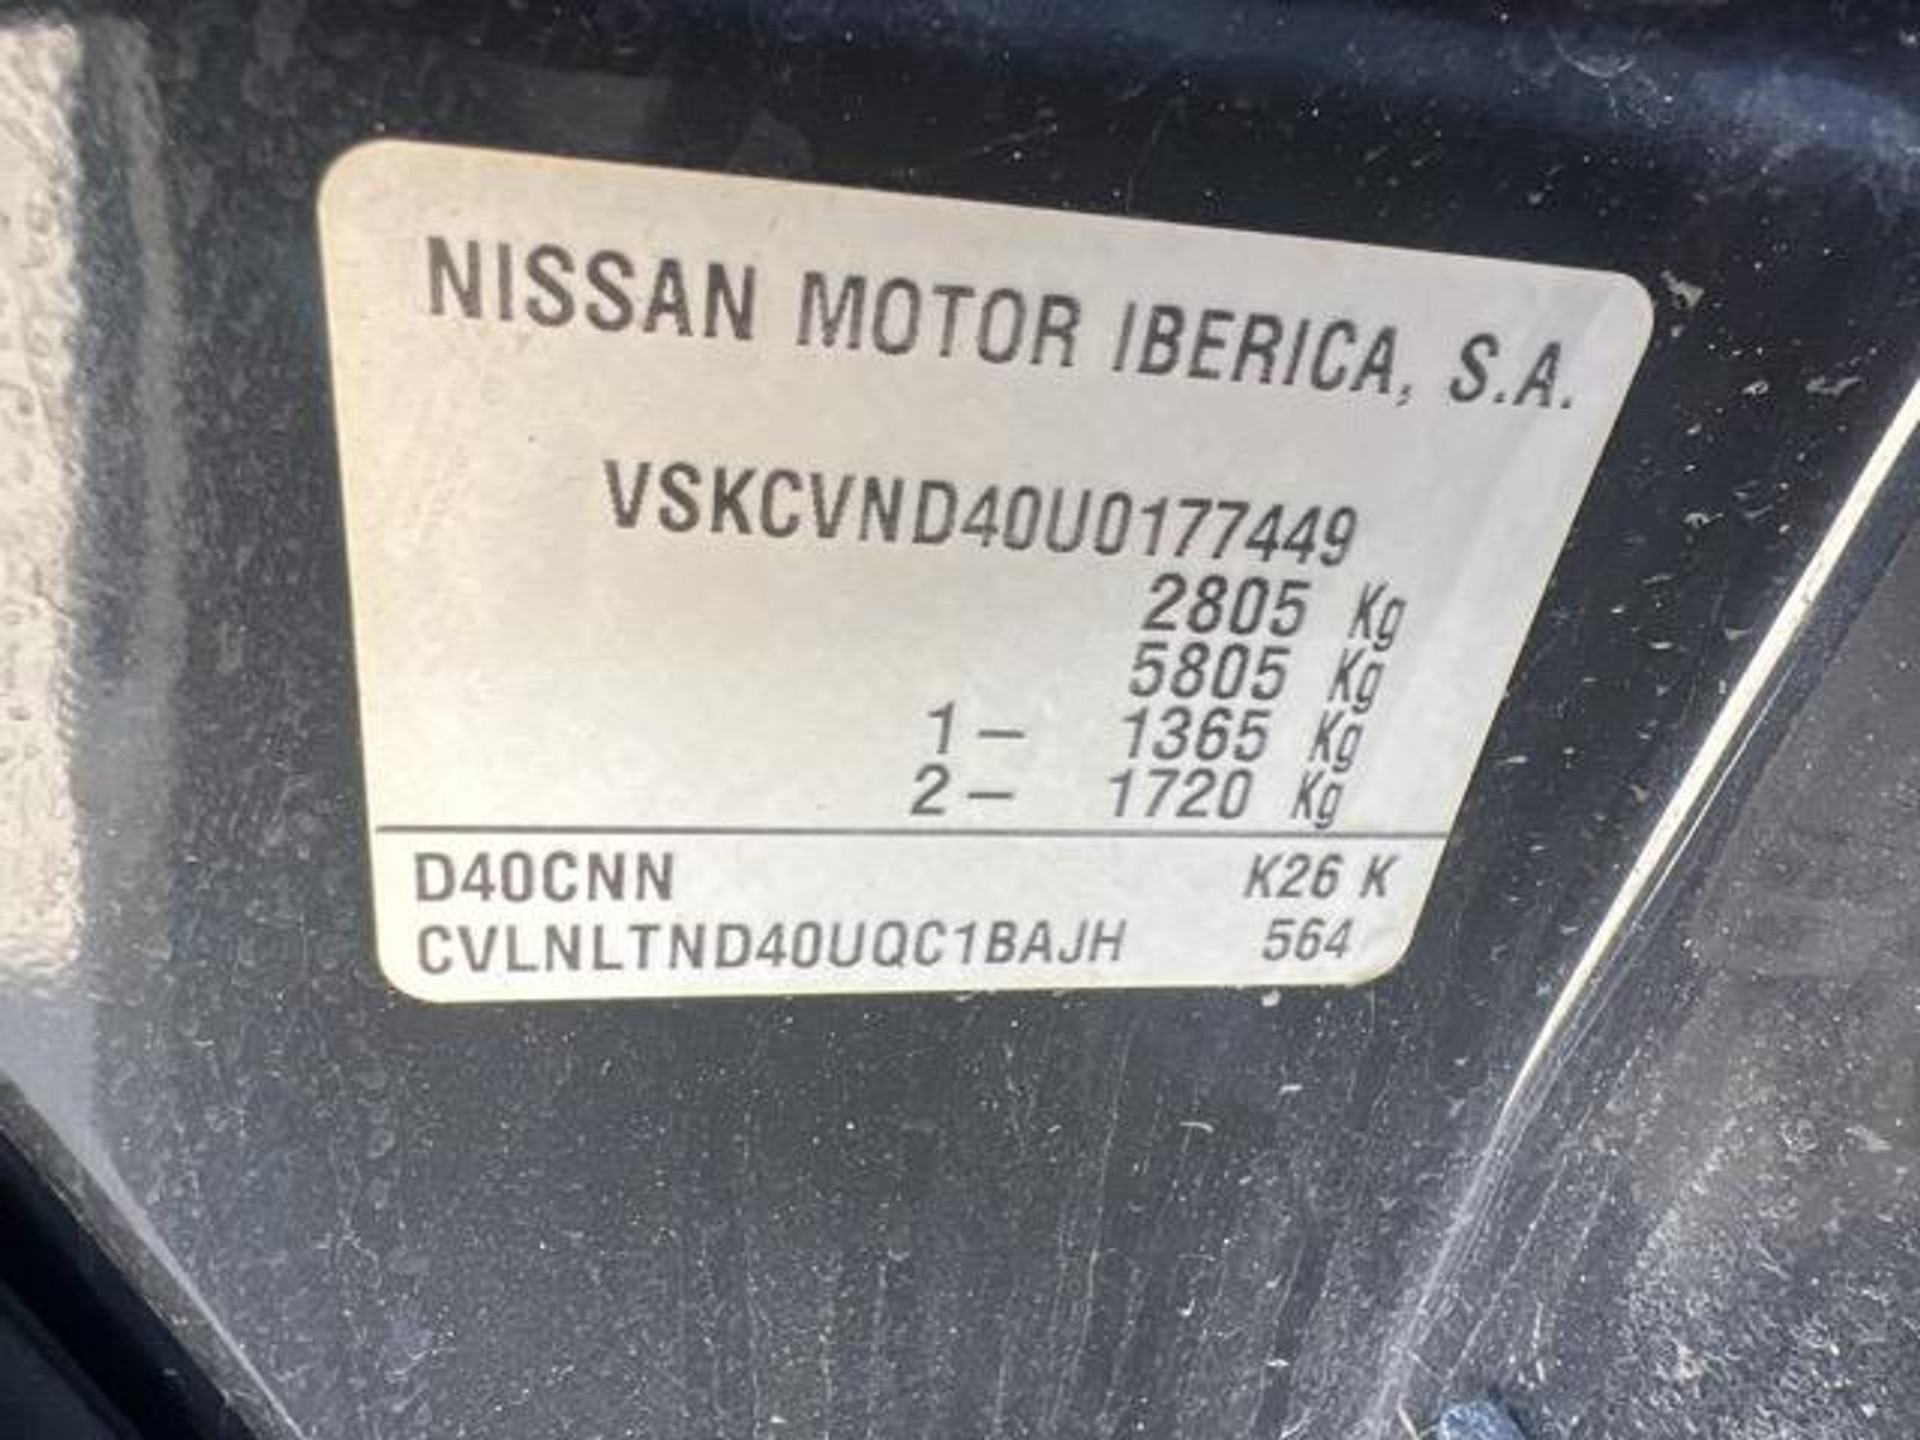 NISSAN MOTOR IBERICA, S.A.
VSKCVND40U0177449
2805 Kg
5805 Kg
1– 1365 Kg
2– 1720 Kg
D40CNN K26 K
CVLNLTND40UQC1BAJH 564